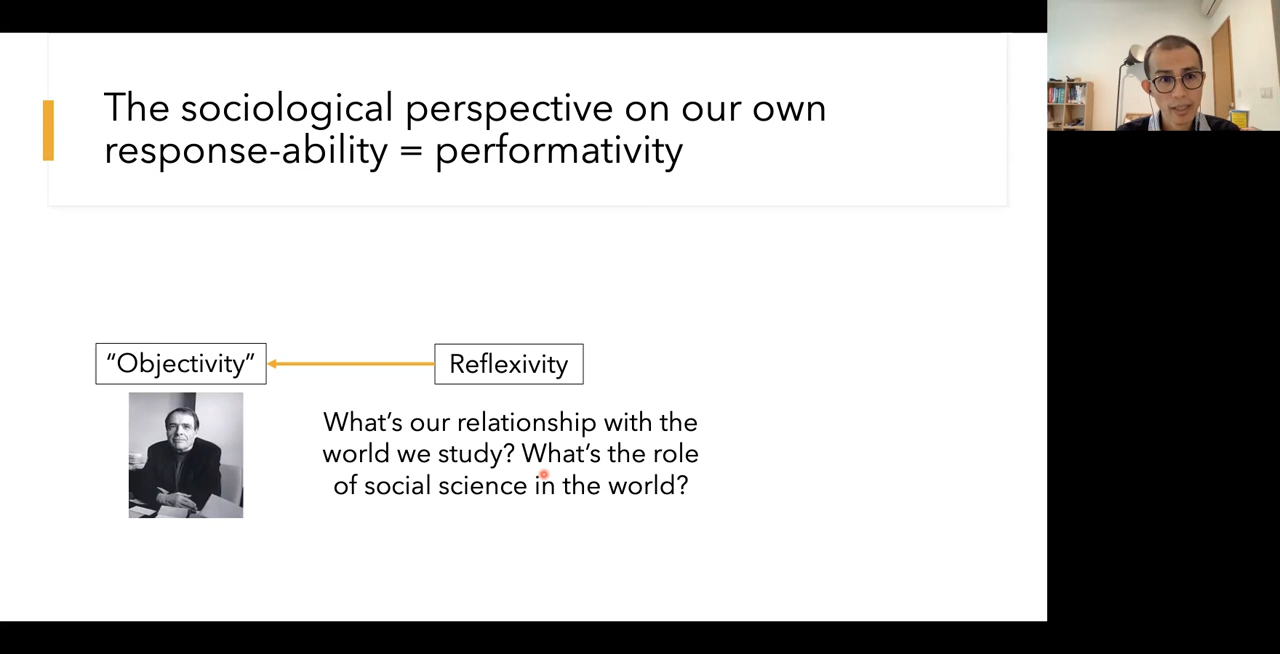 The sociological perspective on our own
response-ability = performativity
“Objectivity”
Reflexivity
What’s our relationship with the
world we study? What’s the role
of social science in the world?